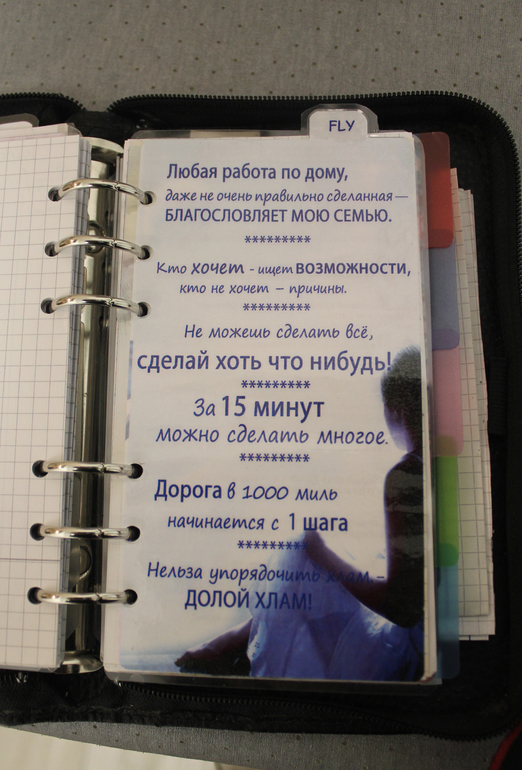 FLY
Любая работа по дому,
даже не очень правильно сделанная —
БЛАГОСЛОВЛЯЕТ МОЮ СЕМЬЮ.
*********
Кто хочет - ищет ВОЗМОЖНОСТИ,
кто не хочет – причины.
*********
Не можешь сделать всё,
сделай хоть что нибудь!
*********
За 15 минут
можно сделать многое.
*********
Дорога в 1000 миль
начинается с 1 шага
*********
Нельза упорядочить хлам -
ДОЛОЙ ХЛАМ!